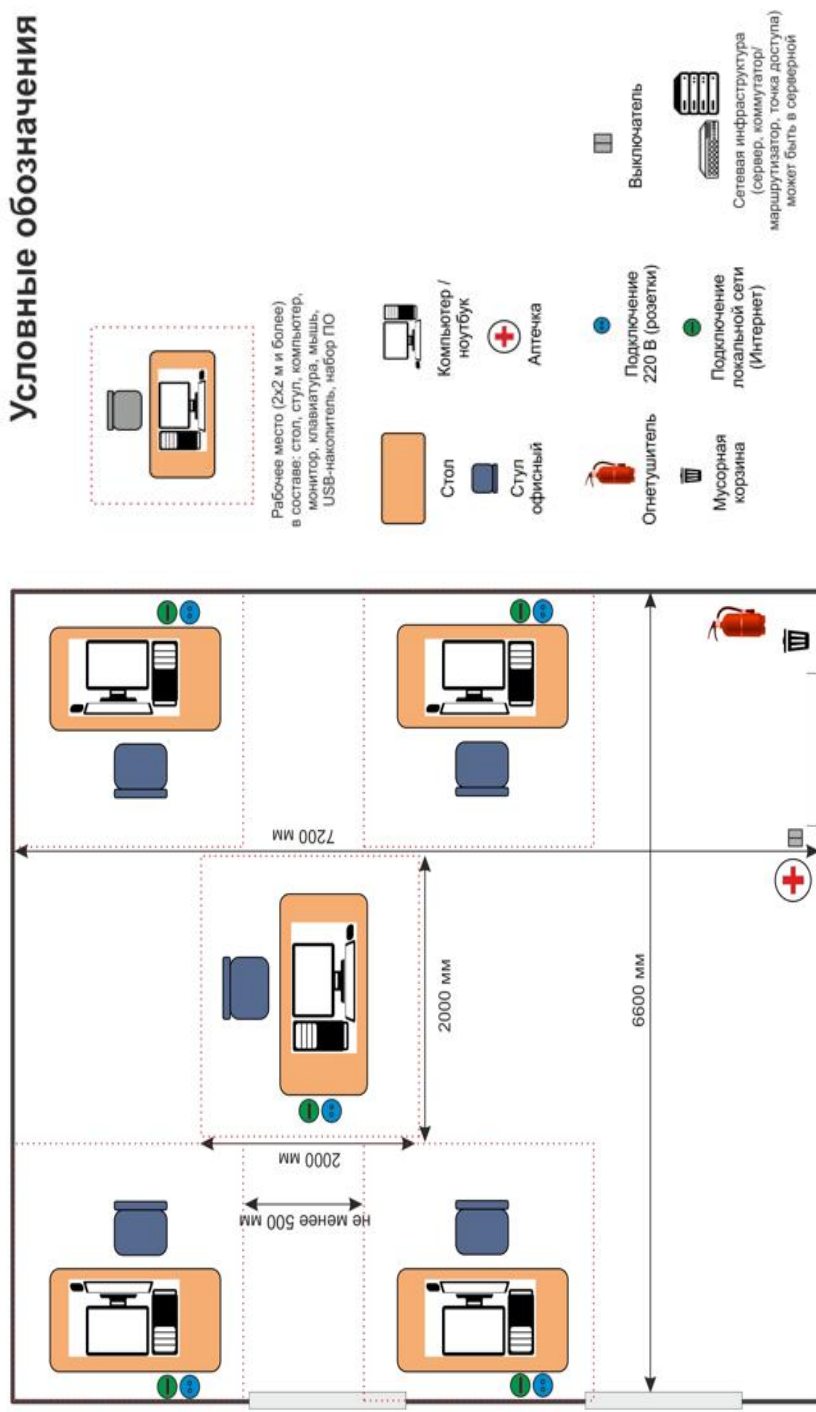 Условные обозначения
Рабочее место (2х2 м и более)
в составе: стол, стул, компьютер,
монитор, клавиатура, мышь,
USB-накопитель, набор ПО
Стол
Компьютер /
ноутбук
Стул
офисный
Аптечка
Огнетушитель
Подключение
220 В (розетки)
Выключатель
Мусорная
корзина
Подключение
локальной сети
(Интернет)
Сетевая инфраструктура
(сервер, коммутатор/
маршрутизатор, точка доступа)
может быть в серверной
7200 мм
2000 мм
2000 мм
не менее 500 мм
6600 мм